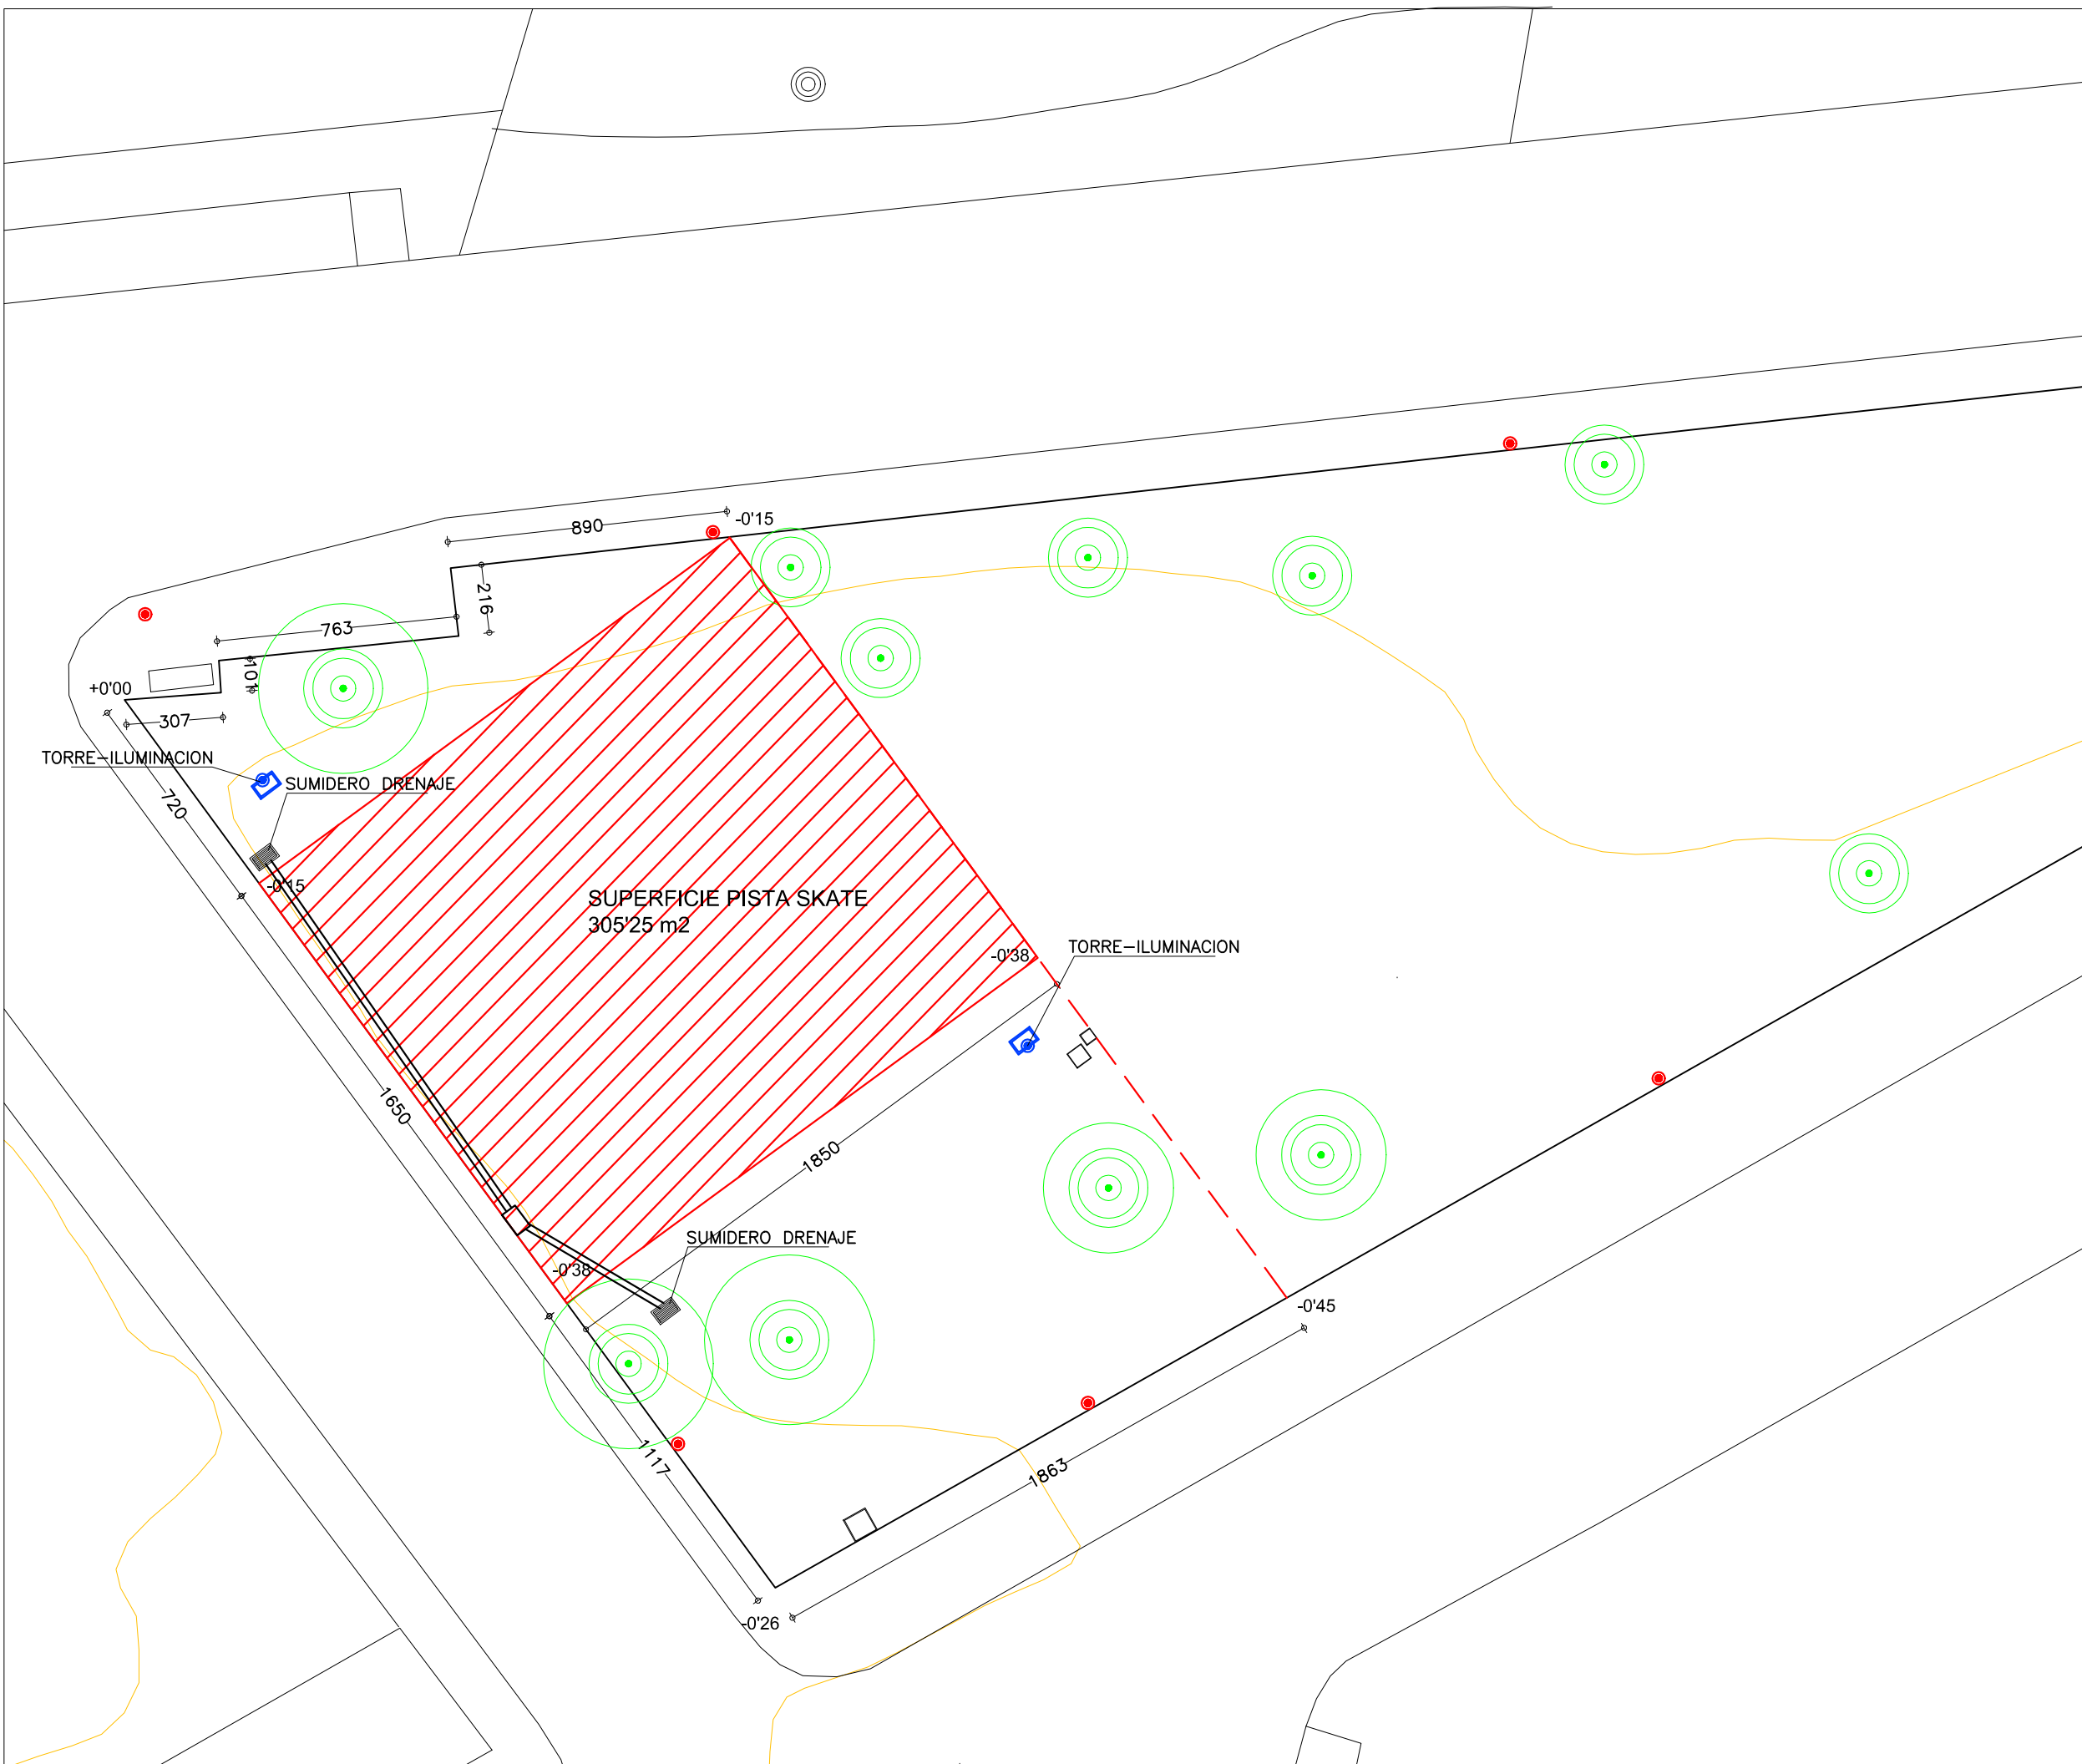 890
-0'15
216
763
101
+0'00
307
TORRE-ILUMINACION
SUMIDERO DRENAJE
720
-0'15
SUPERFICIE PISTA SKATE
305'25 m2
-0'38
TORRE-ILUMINACION
1650
1850
SUMIDERO DRENAJE
-0'38
-0'45
1117
1863
-0'26